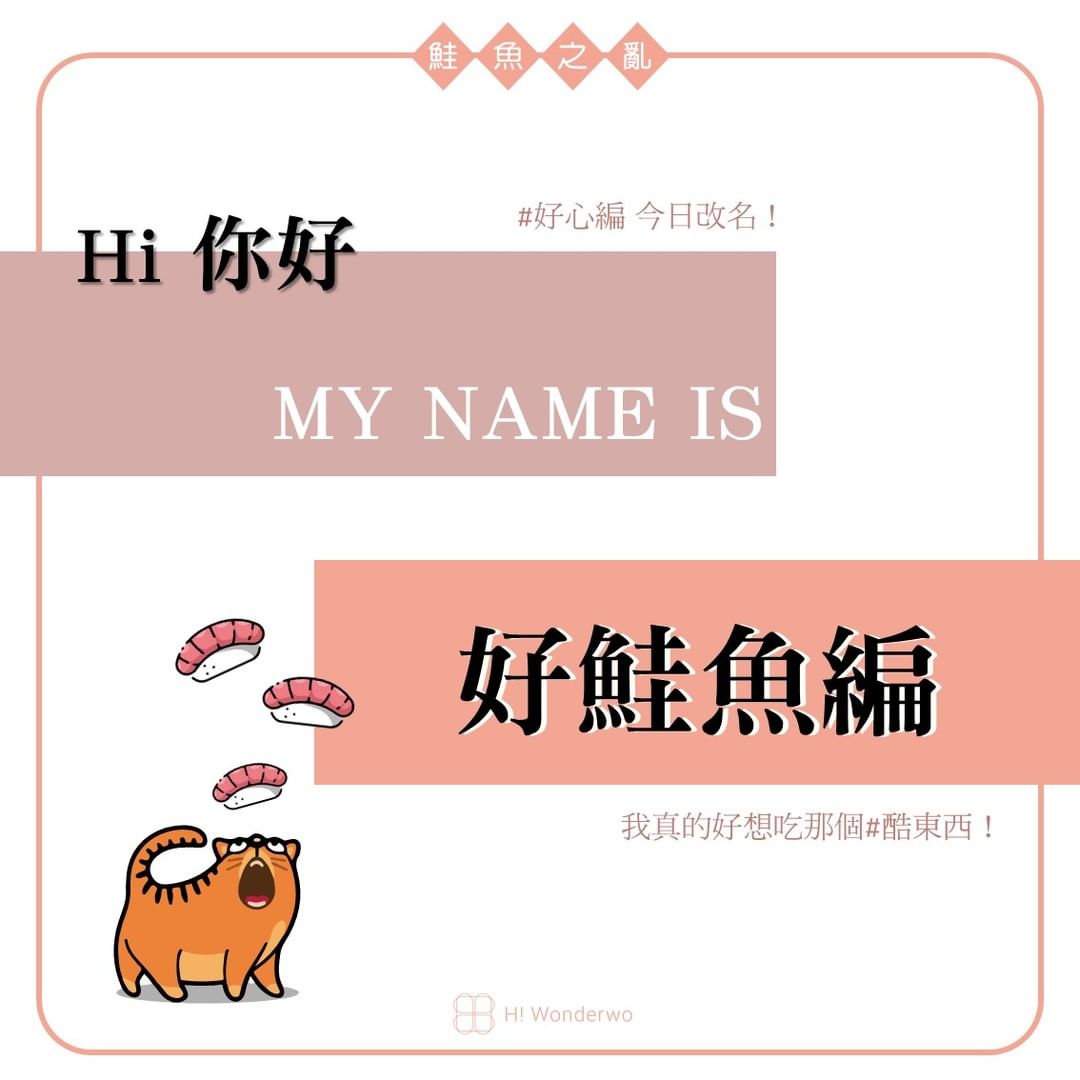 鮭魚之亂
#好心編 今日改名！
Hi 你好
MY NAME IS
好鮭魚編
我真的好想吃那個#酷東西！
H! Wonderwo